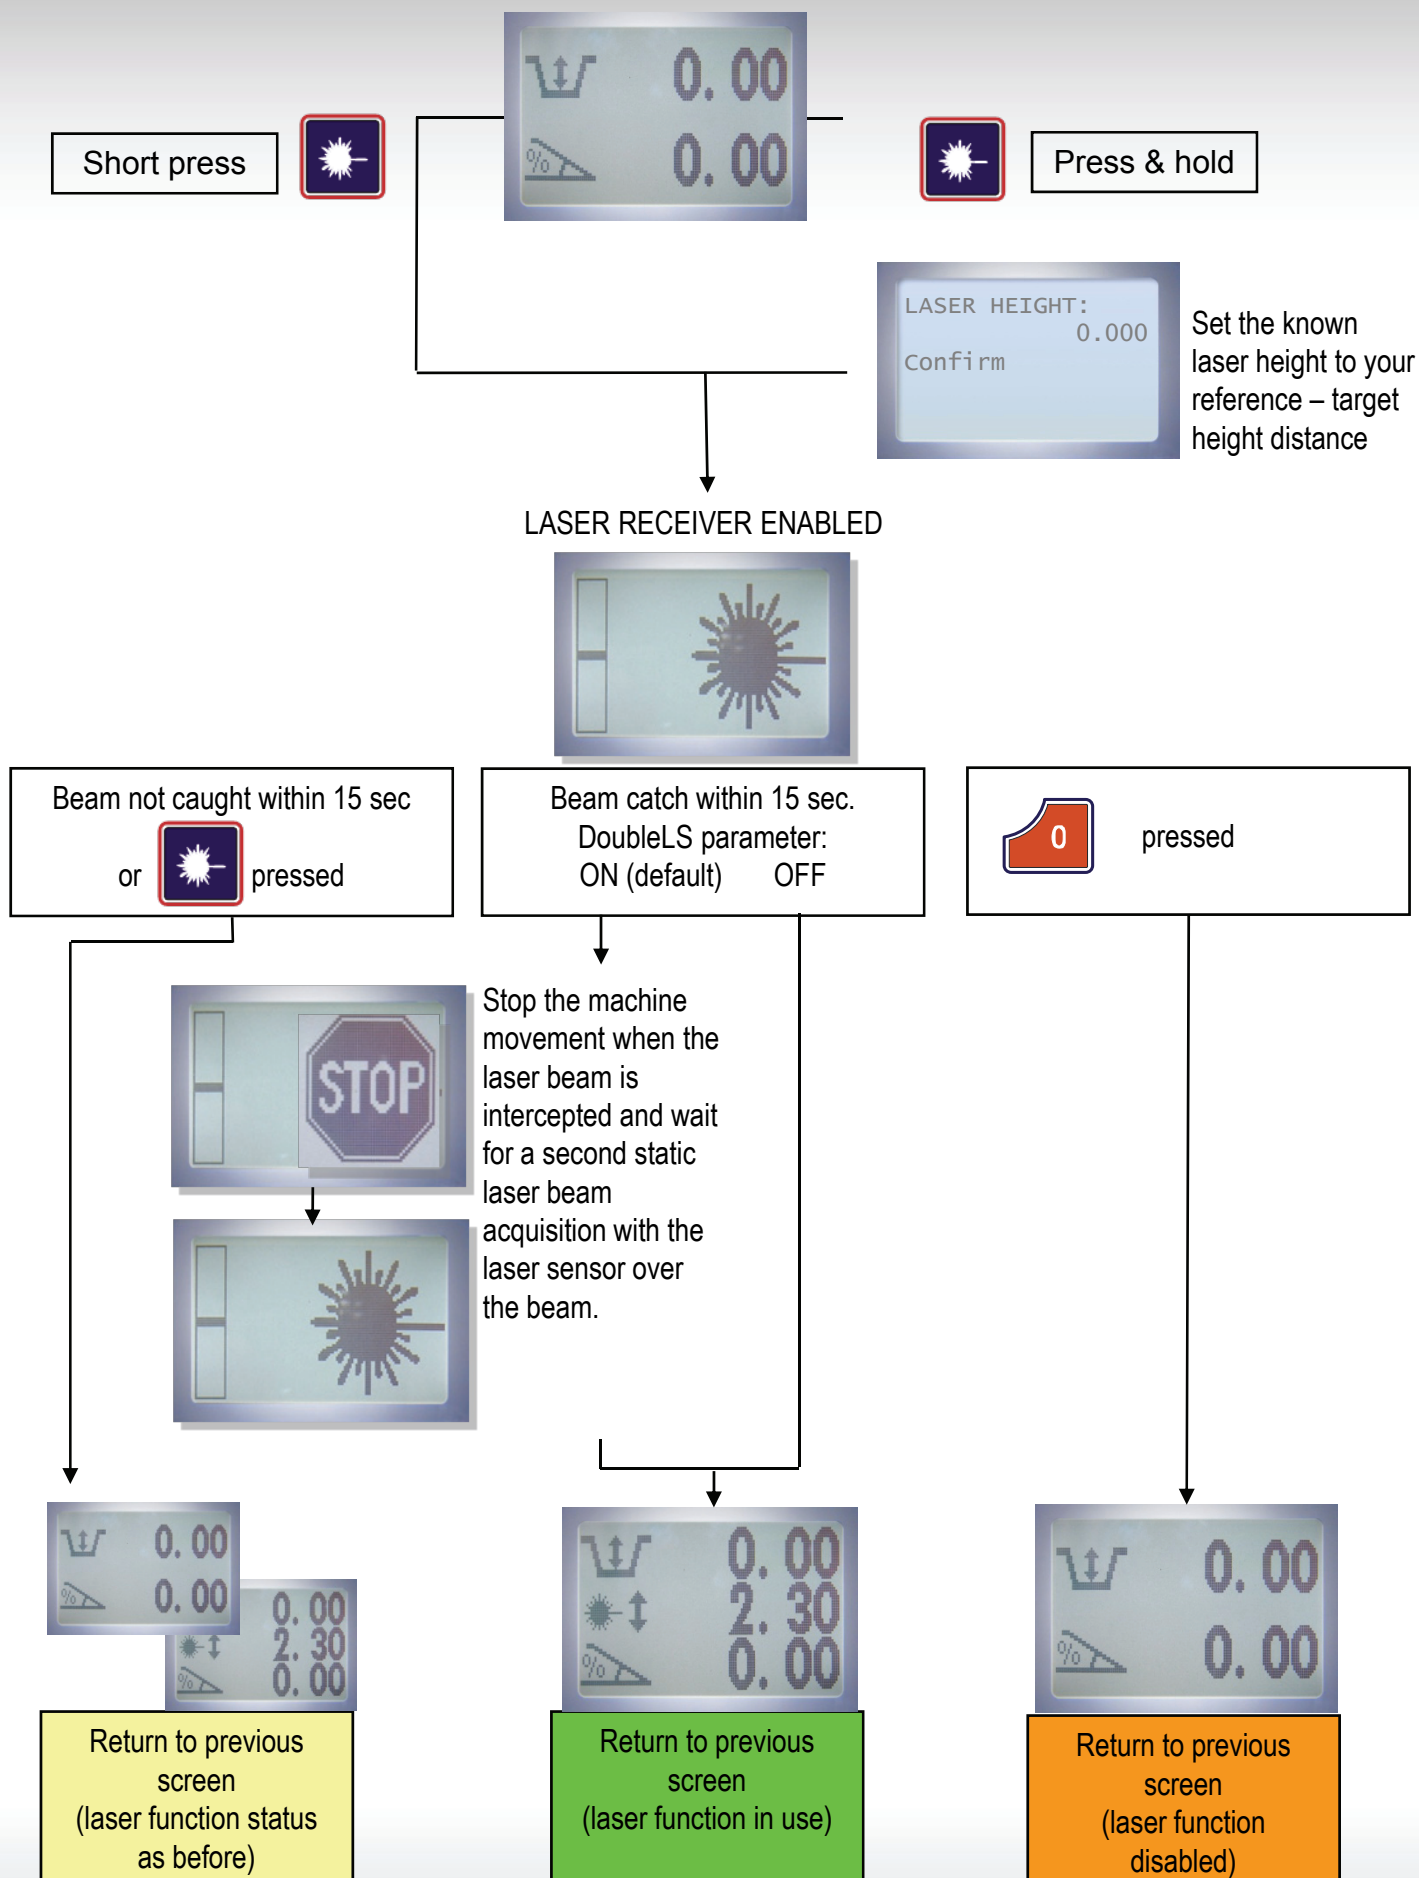 0.00
%
0.00
Short press
Press & hold
LASER HEIGHT:
0.000
Confirm
Set the known
laser height to your
reference – target
height distance
LASER RECEIVER ENABLED
Beam not caught within 15 sec
or pressed
Beam catch within 15 sec.
DoubleLS parameter:
ON (default) OFF
0 pressed
STOP
Stop the machine
movement when the
laser beam is
intercepted and wait
for a second static
laser beam
acquisition with the
laser sensor over
the beam.
0.00
% 0.00
0.00
2.30
% 0.00
0.00
2.30
% 0.00
0.00
% 0.00
Return to previous
screen
(laser function status
as before)
Return to previous
screen
(laser function in use)
Return to previous
screen
(laser function
disabled)